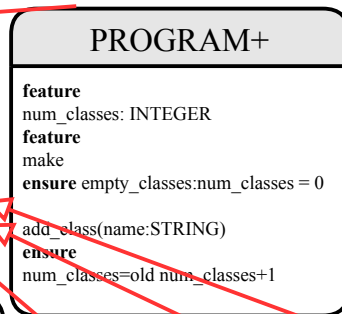 PROGRAM+
feature
num_classes: INTEGER
feature
make
ensure empty_classes:num_classes = 0
add_class(name:STRING)
ensure
num_classes=old num_classes+1